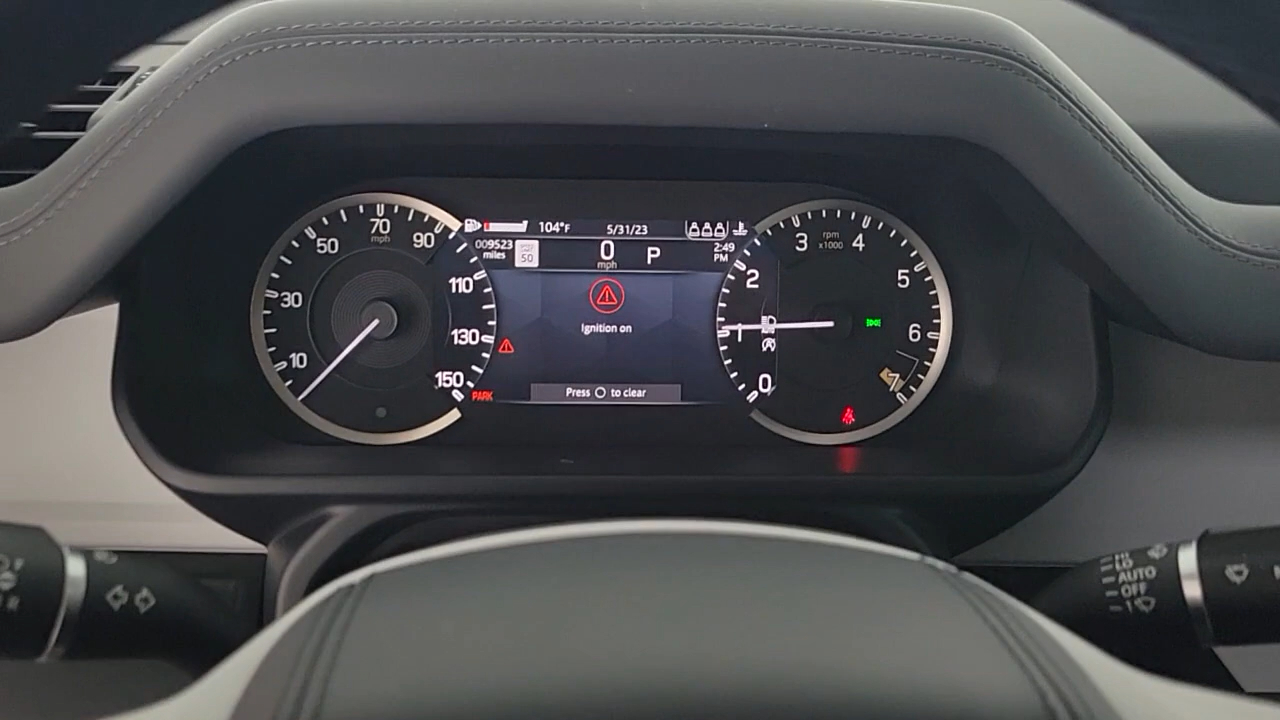 104°F 5/31/23
009523 miles 50 0 mph P 2:49 PM
10 30 50 70 90 110 130 150
mph
Ignition on
Press to clear
PARK
0 1 2 3 4 5 6
rpm x1000
R
HI
LO
AUTO
OFF
1